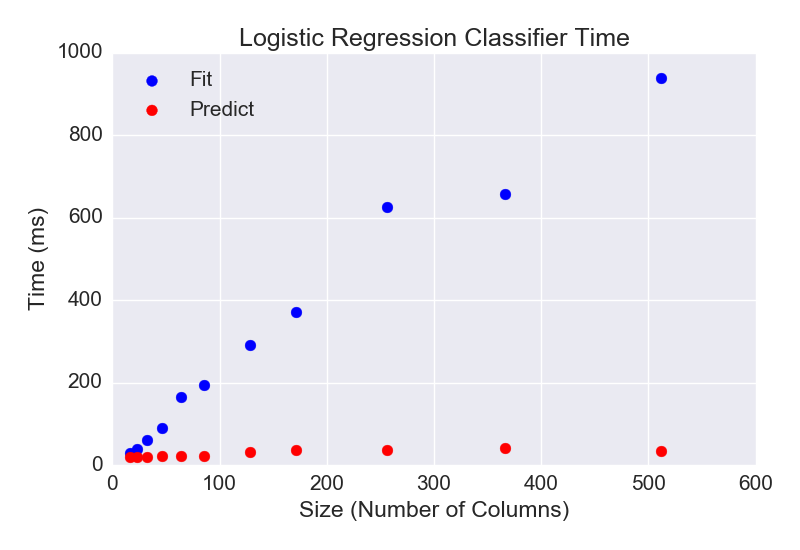 Logistic Regression Classifier Time
Fit
Predict
1000
800
600
400
200
0
Time (ms)
0 100 200 300 400 500 600
Size (Number of Columns)